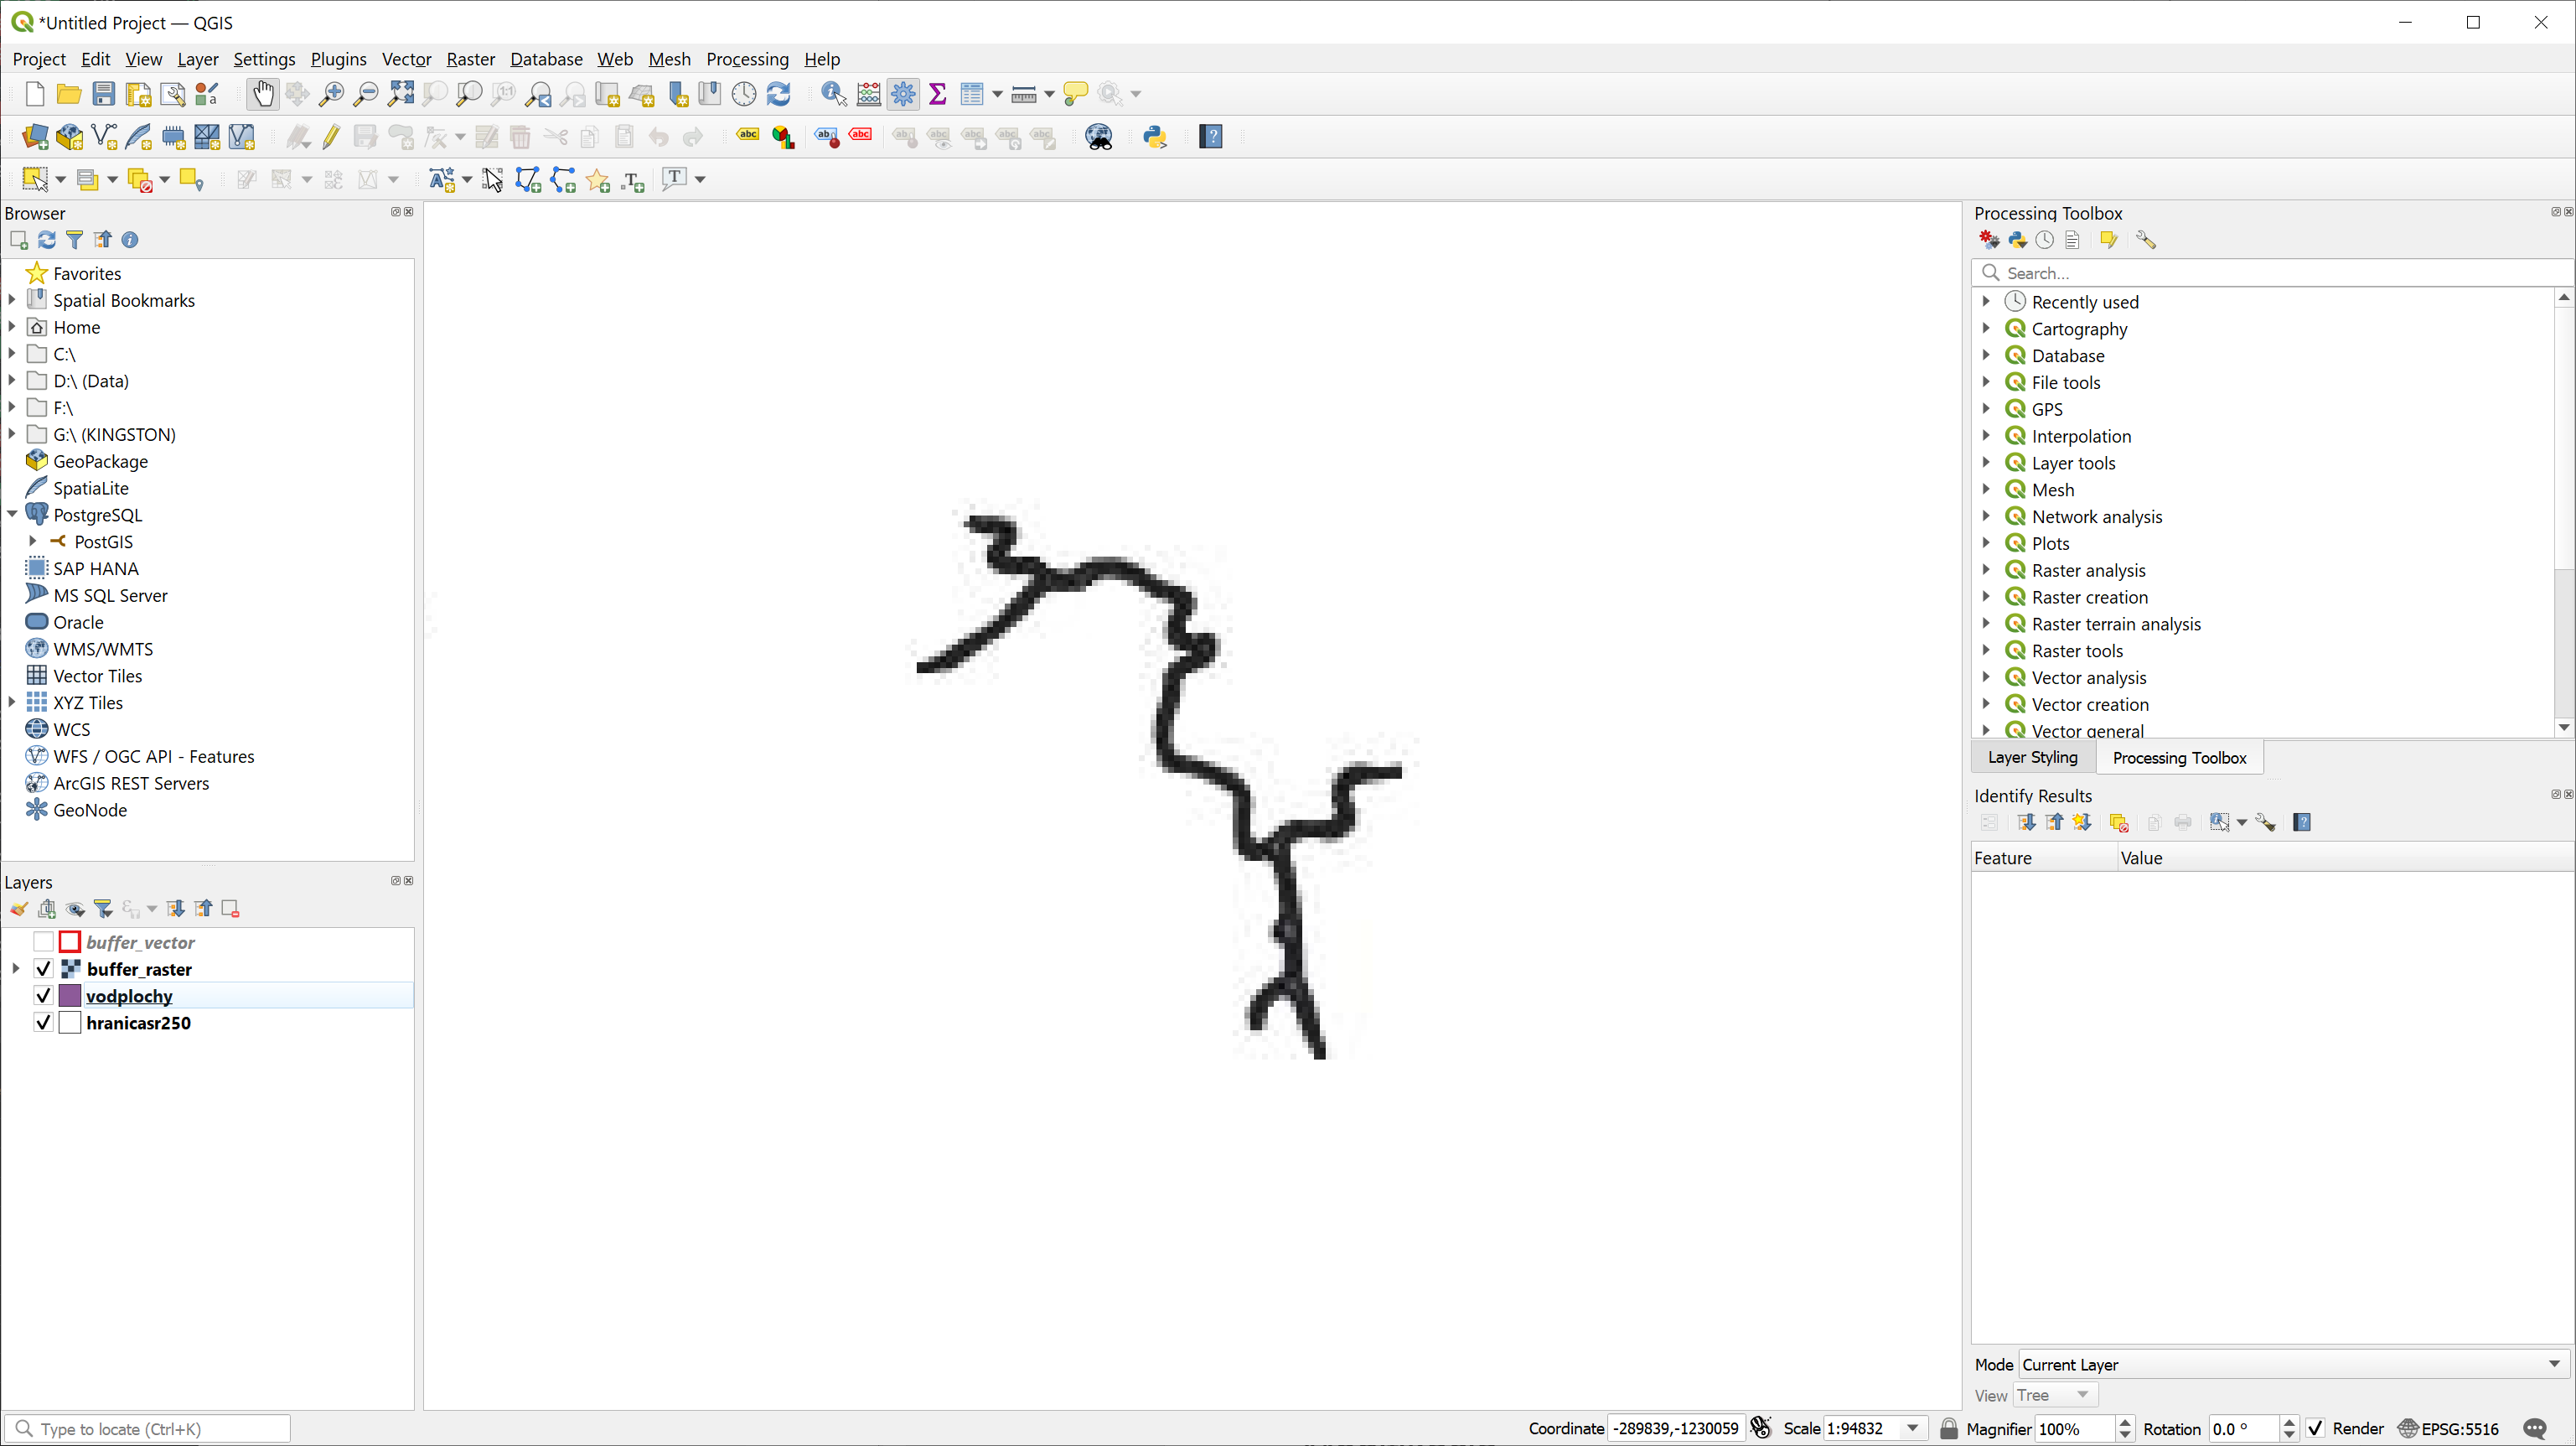 *Untitled Project — QGIS
Project Edit View Layer Settings Plugins Vector Raster Database Web Mesh Processing Help
Browser
Favorites
Spatial Bookmarks
Home
C:\
D:\ (Data)
F:\
G:\ (KINGSTON)
GeoPackage
SpatiaLite
PostgreSQL
PostGIS
SAP HANA
MS SQL Server
Oracle
WMS/WMTS
Vector Tiles
XYZ Tiles
WCS
WFS / OGC API - Features
ArcGIS REST Servers
GeoNode
Layers
buffer_vector
buffer_raster
vodplochy
hranicasr250
Processing Toolbox
Search...
Recently used
Cartography
Database
File tools
GPS
Interpolation
Layer tools
Mesh
Network analysis
Plots
Raster analysis
Raster creation
Raster terrain analysis
Raster tools
Vector analysis
Vector creation
Vector general
Layer Styling Processing Toolbox
Identify Results
Feature Value
Mode Current Layer
View Tree
Type to locate (Ctrl+K)
Coordinate -289839,-1230059 Scale 1:94832 Magnifier 100% Rotation 0.0 ° Render EPSG:5516